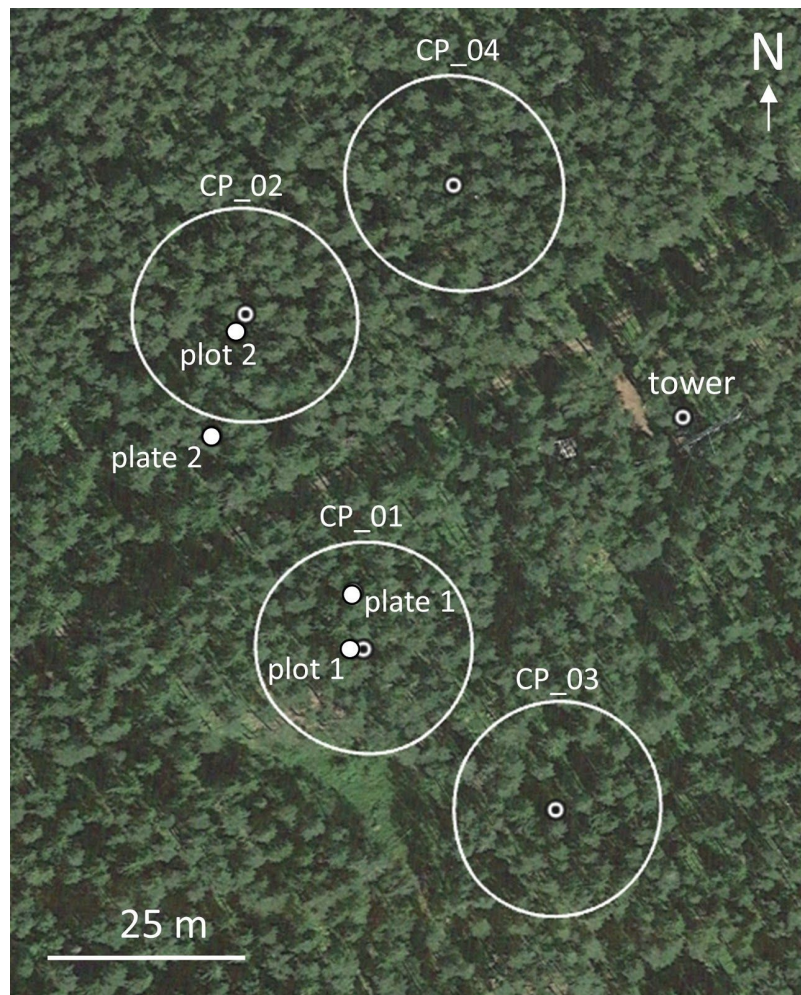 CP_04
N
CP_02
plot 2
tower
plate 2
CP_01
plate 1
plot 1
CP_03
25 m